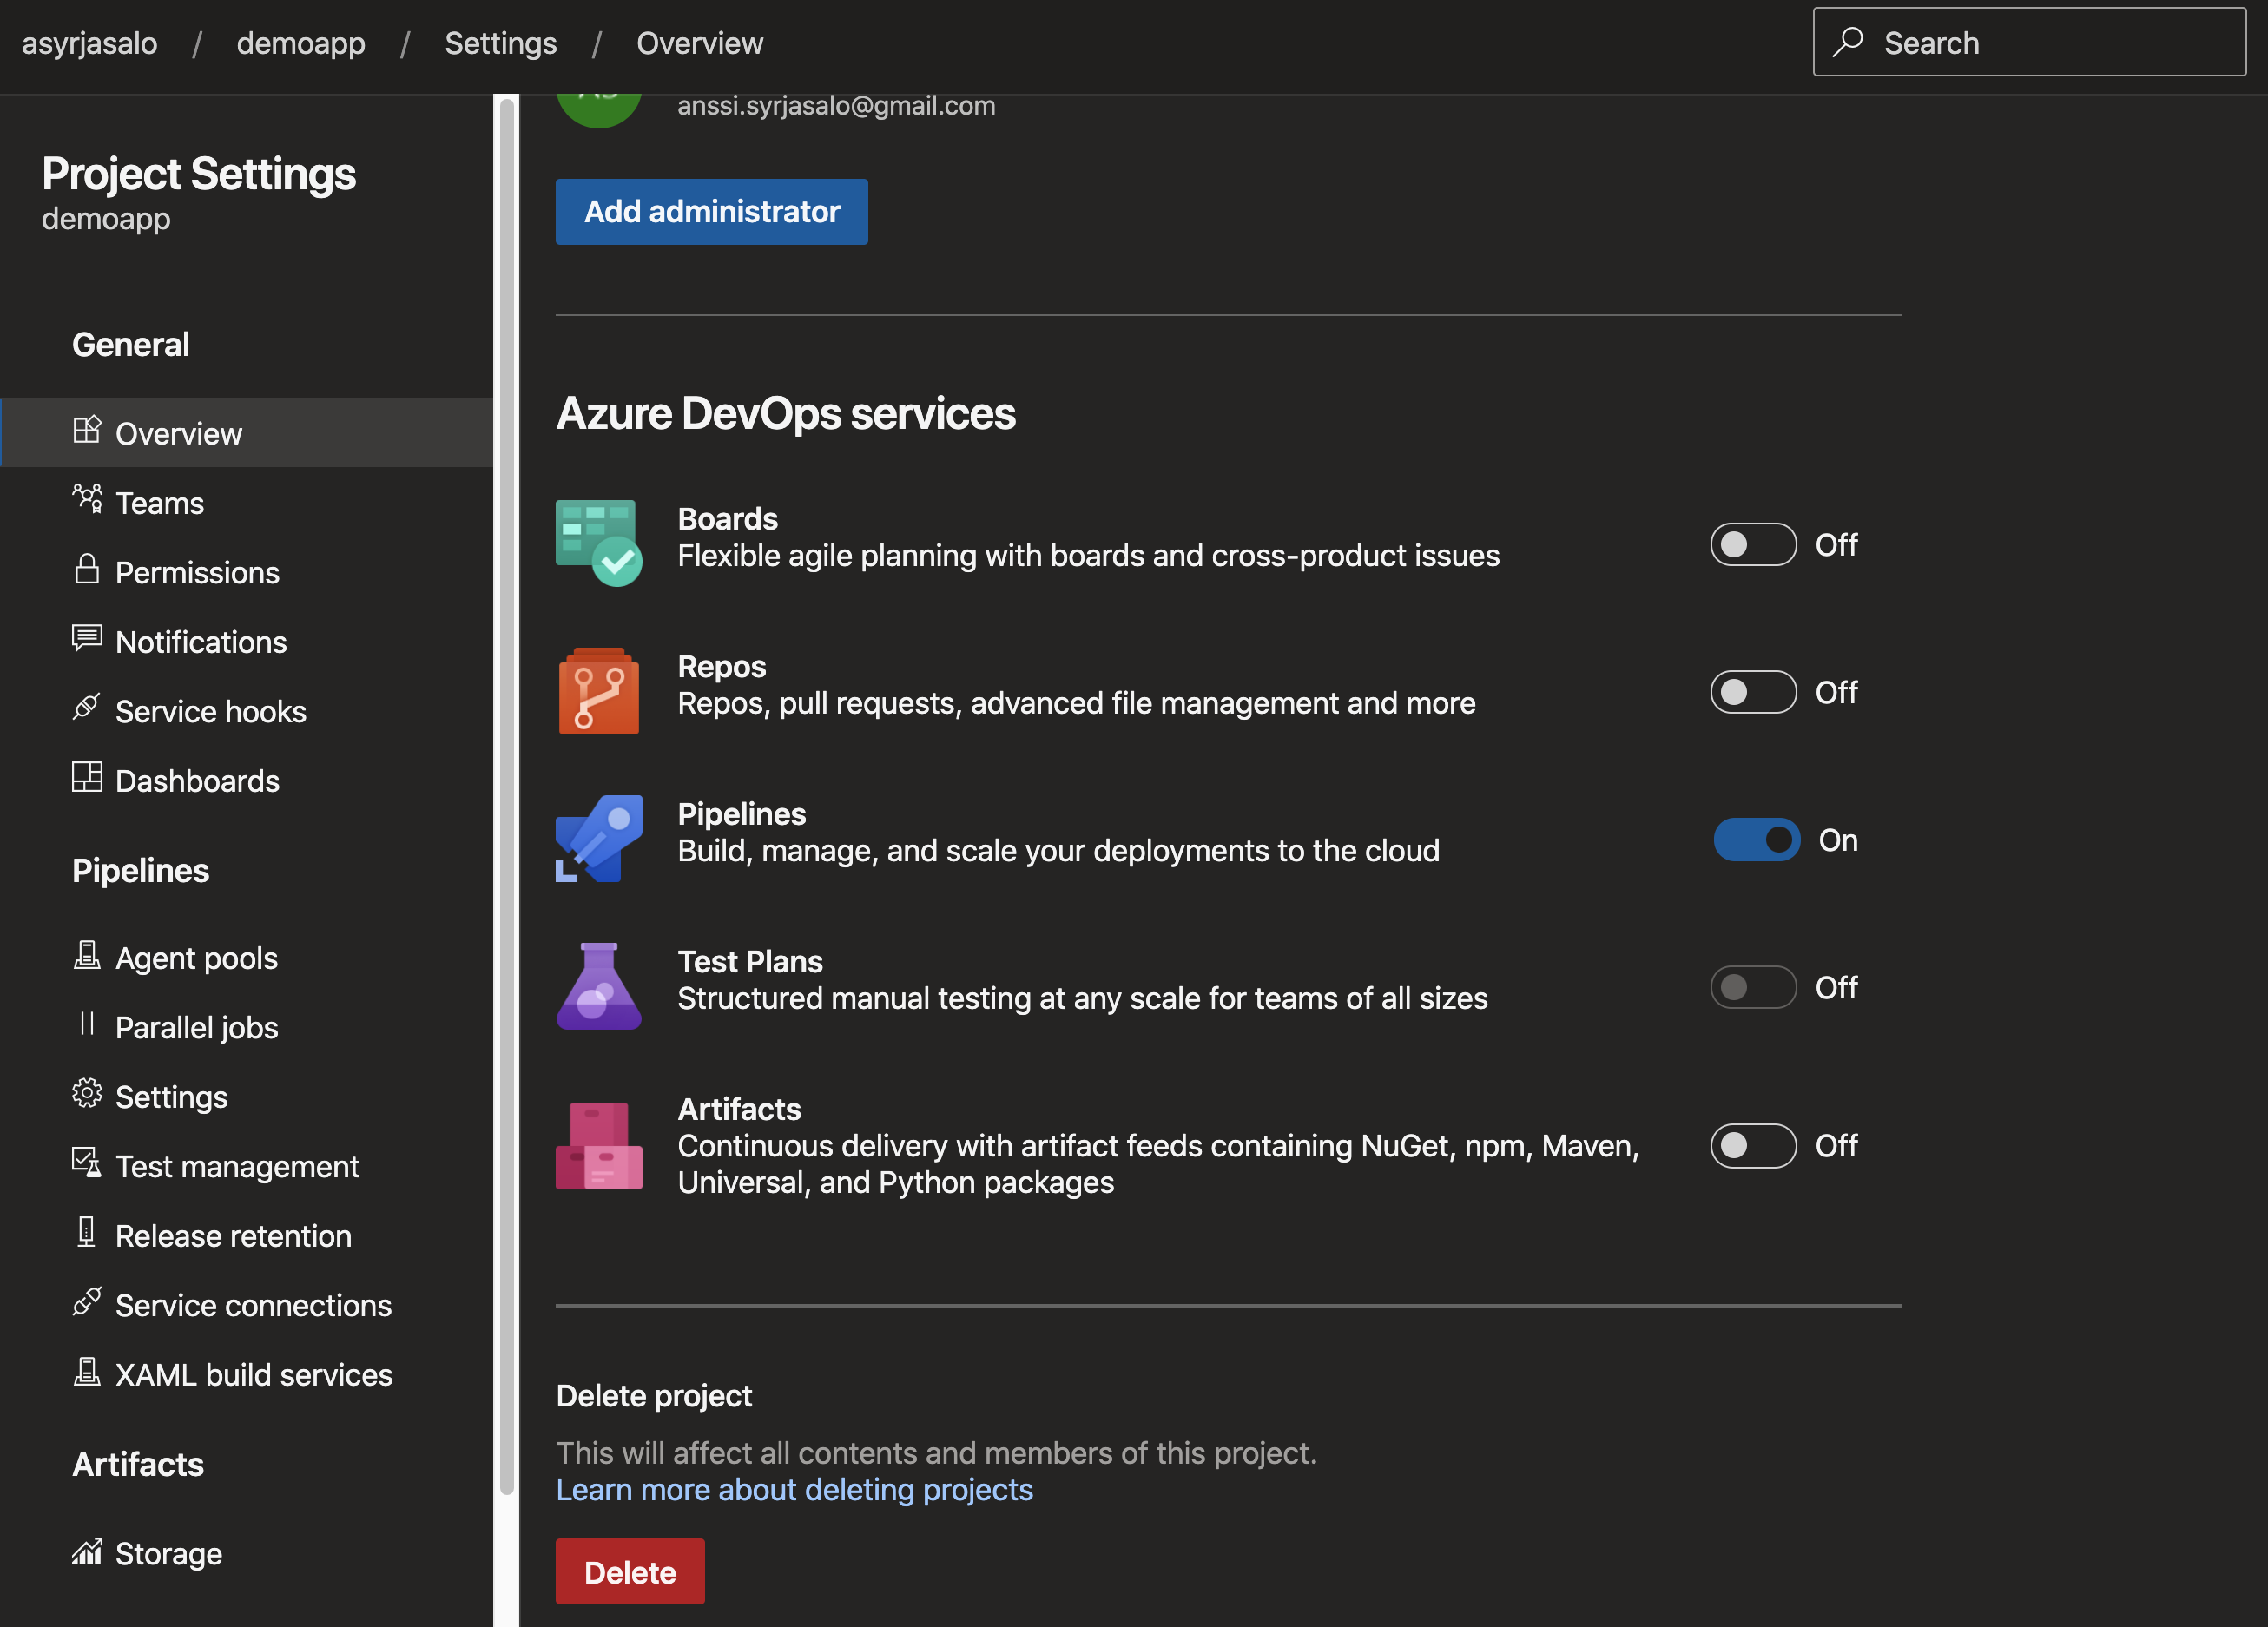 asyrjasalo / demoapp / Settings / Overview
Search
Project Settings
demoapp
General
Overview
Teams
Permissions
Notifications
Service hooks
Dashboards
Pipelines
Agent pools
Parallel jobs
Settings
Test management
Release retention
Service connections
XAML build services
Artifacts
Storage
anssi.syrjasalo@gmail.com
Add administrator
Azure DevOps services
Boards
Flexible agile planning with boards and cross-product issues
Off
Repos
Repos, pull requests, advanced file management and more
Off
Pipelines
Build, manage, and scale your deployments to the cloud
On
Test Plans
Structured manual testing at any scale for teams of all sizes
Off
Artifacts
Continuous delivery with artifact feeds containing NuGet, npm, Maven,
Universal, and Python packages
Off
Delete project
This will affect all contents and members of this project.
Learn more about deleting projects
Delete